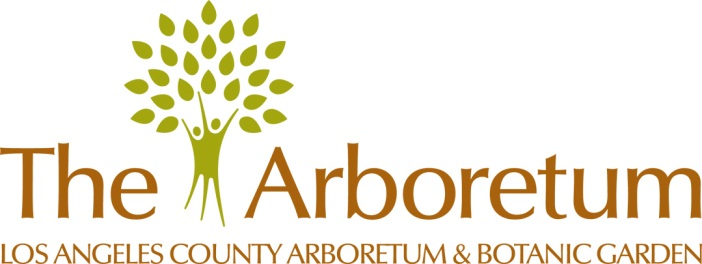 The Arboretum
LOS ANGELES COUNTY ARBORETUM & BOTANIC GARDEN